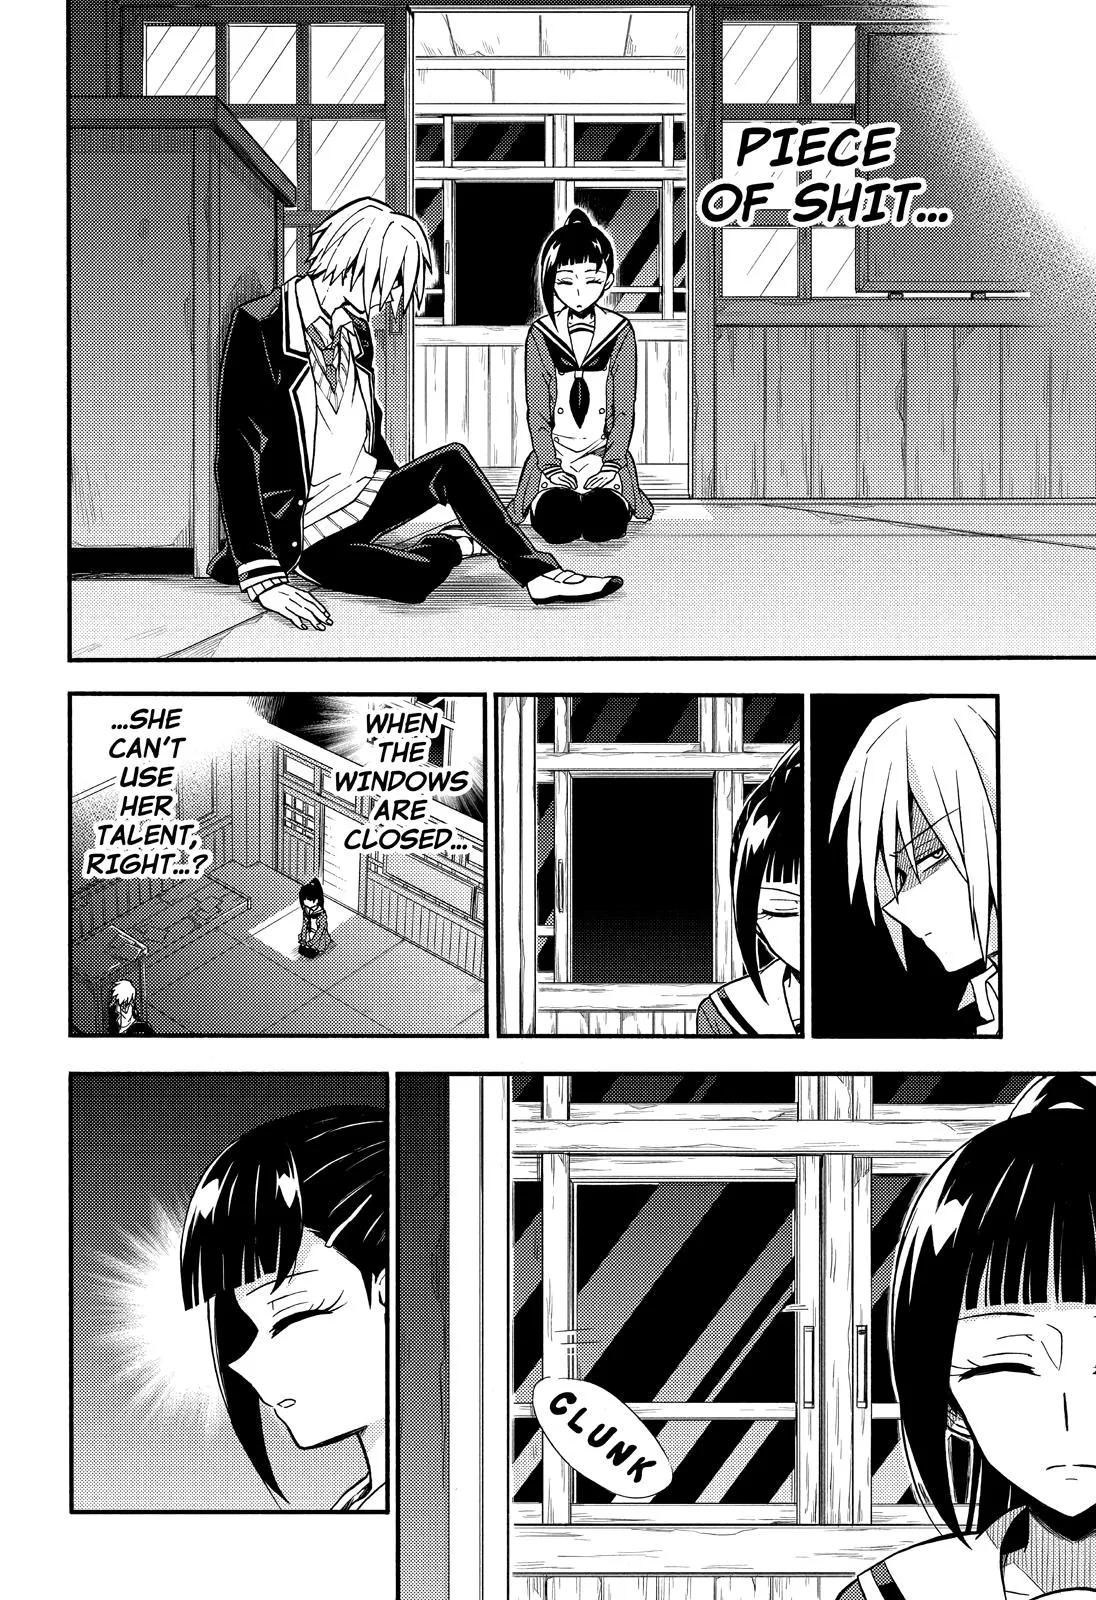 PIECE
OF SHIT...
WHEN
THE
WINDOWS
ARE
CLOSED...
...SHE
CAN'T
USE
HER
TALENT,
RIGHT...?
CLUNK